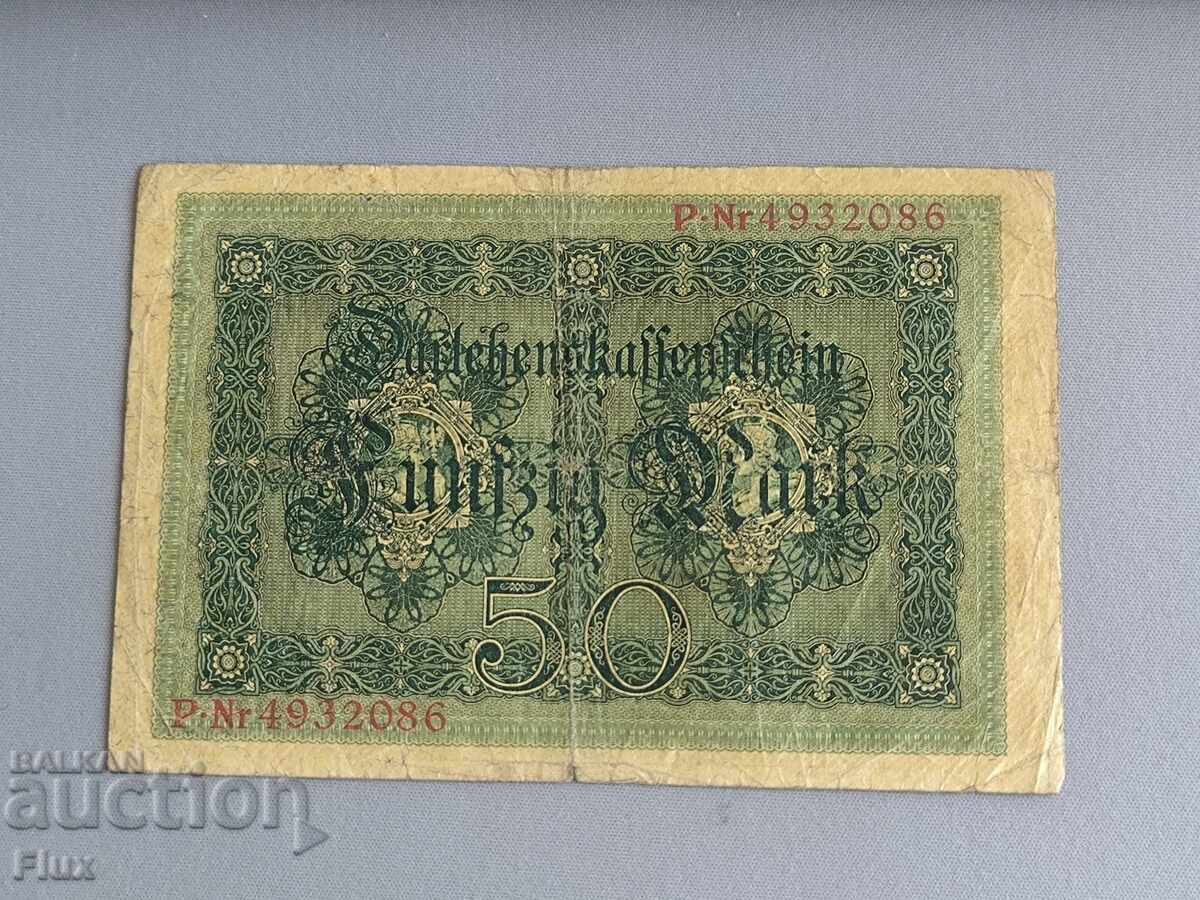 P·Nr 4932086
Darlehenskassenschein
Fünfzig Mark
50
P·Nr 4932086
BALKAN
auction
Flux